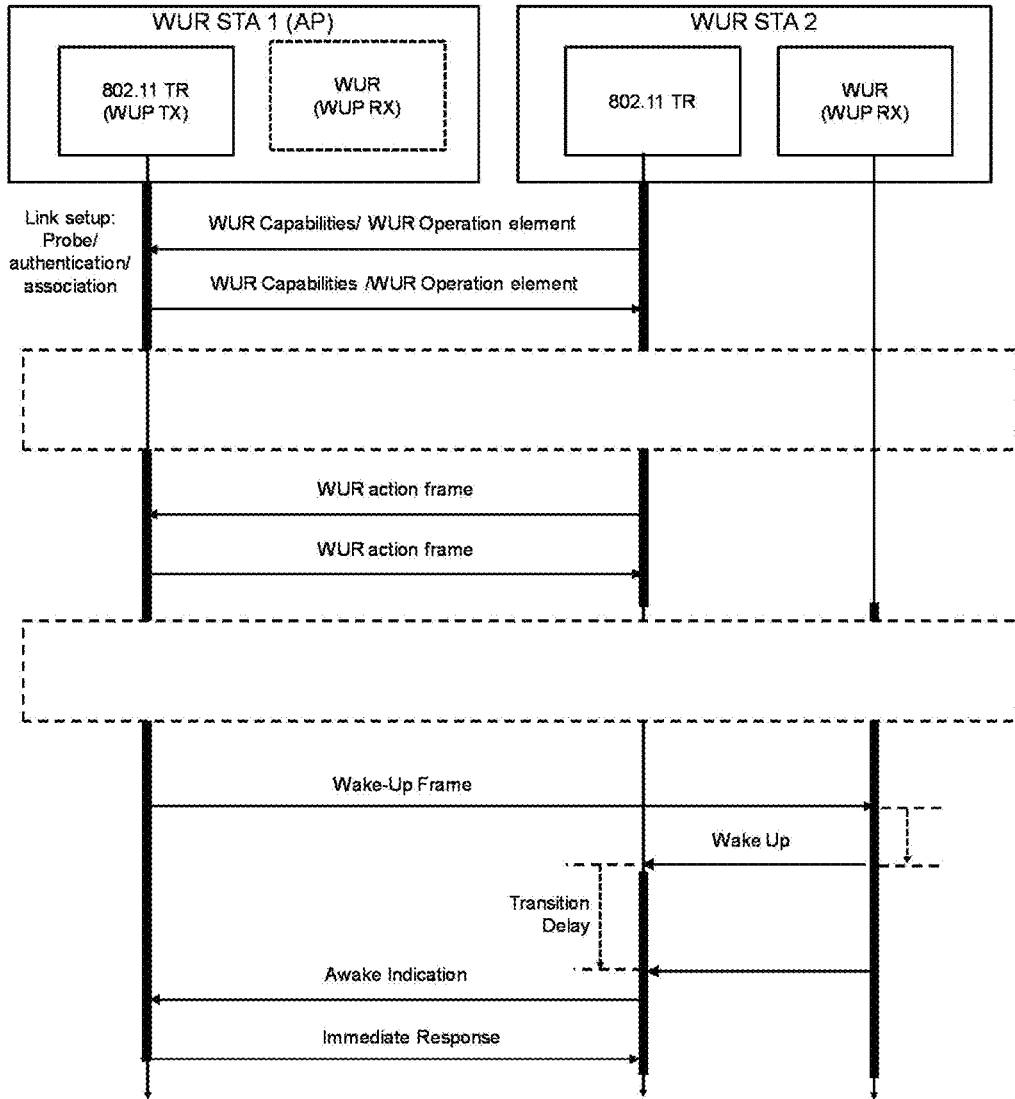 WUR STA 1 (AP)
WUR STA 2
802.11 TR
(WUP TX)
WUR
(WUP RX)
802.11 TR
WUR
(WUP RX)
Link setup:
Probe/
authentication/
association
WUR Capabilities/ WUR Operation element
WUR Capabilities /WUR Operation element
WUR action frame
WUR action frame
Wake-Up Frame
Wake Up
Transition
Delay
Awake Indication
Immediate Response